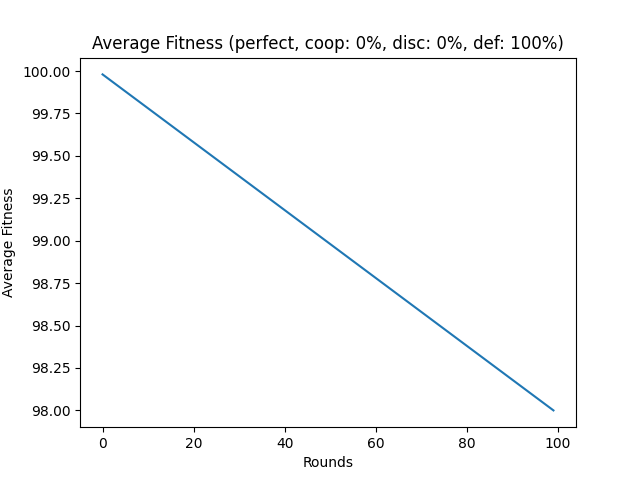 Average Fitness (perfect, coop: 0%, disc: 0%, def: 100%)
100.00
99.75
99.50
99.25
99.00
98.75
98.50
98.25
98.00
Average Fitness
0 20 40 60 80 100
Rounds